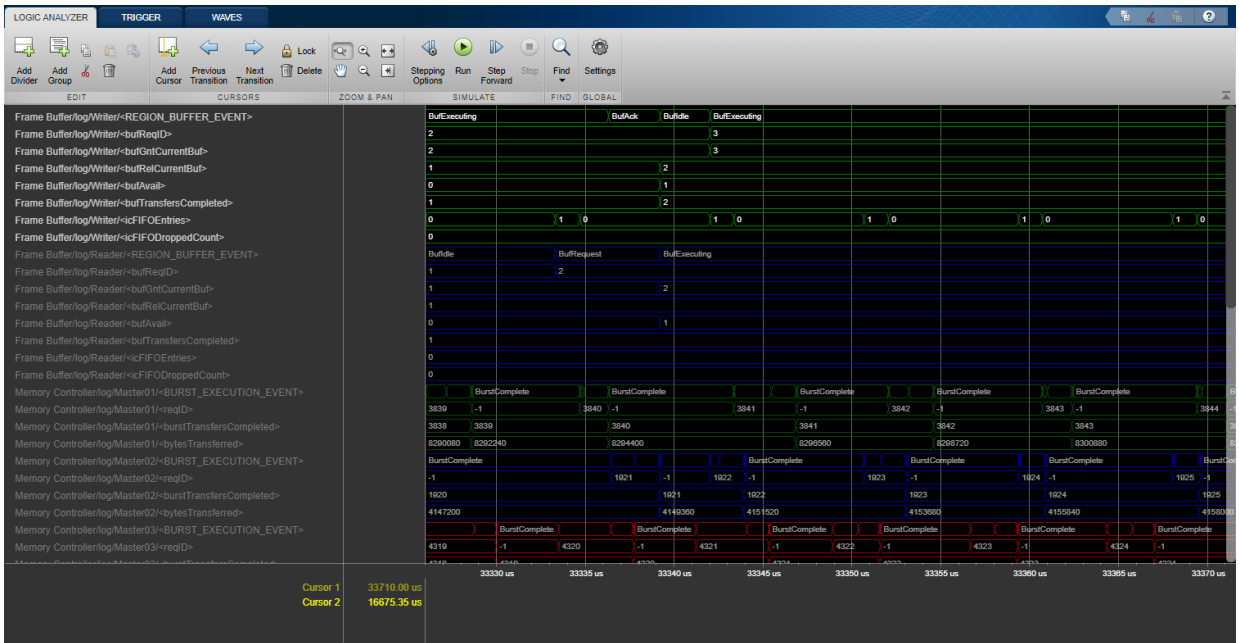 LOGIC ANALYZER TRIGGER WAVES
Add Divider Add Group Add Cursor Previous Transition Next Transition Lock Delete Stepping Options Run Step Forward Stop Find Settings
EDIT CURSORS ZOOM & PAN SIMULATE FIND GLOBAL
Frame Buffer/log/Writer/<REGION_BUFFER_EVENT> BufExecuting BufAck BufIdle BufExecuting
Frame Buffer/log/Writer/<bufReqID> 2 3
Frame Buffer/log/Writer/<bufGntCurrentBuf> 2 3
Frame Buffer/log/Writer/<bufRelCurrentBuf> 1 2
Frame Buffer/log/Writer/<bufAvail> 0 1
Frame Buffer/log/Writer/<bufTransfersCompleted> 1 2
Frame Buffer/log/Writer/<icFIFOEntries> 0 1 0 1 0 1 0 1 0 1 0
Frame Buffer/log/Writer/<icFIFODroppedCount> 0
Frame Buffer/log/Reader/<REGION_BUFFER_EVENT> BufIdle BufRequest BufExecuting
Frame Buffer/log/Reader/<bufReqID> 1 2
Frame Buffer/log/Reader/<bufGntCurrentBuf> 1 2
Frame Buffer/log/Reader/<bufRelCurrentBuf> 1
Frame Buffer/log/Reader/<bufAvail> 0 1
Frame Buffer/log/Reader/<bufTransfersCompleted> 1
Frame Buffer/log/Reader/<icFIFOEntries> 0
Frame Buffer/log/Reader/<icFIFODroppedCount> 0
Memory Controller/log/Master01/<BURST_EXECUTION_EVENT> BurstComplete BurstComplete BurstComplete BurstComplete BurstComplete
Memory Controller/log/Master01/<reqID> 3839 -1 3840 -1 3841 -1 3842 -1 3843 -1 3844
Memory Controller/log/Master01/<burstTransfersCompleted> 3838 3839 3840 3841 3842 3843
Memory Controller/log/Master01/<bytesTransferred> 8290080 8292240 8294400 8296560 8298720 8300880
Memory Controller/log/Master02/<BURST_EXECUTION_EVENT> BurstComplete BurstComplete BurstComplete BurstComplete
Memory Controller/log/Master02/<reqID> -1 1921 -1 1922 -1 1923 -1 1924 -1 1925 -1
Memory Controller/log/Master02/<burstTransfersCompleted> 1920 1921 1922 1923 1924 1925
Memory Controller/log/Master02/<bytesTransferred> 4147200 4149360 4151520 4153680 4155840 4158000
Memory Controller/log/Master03/<BURST_EXECUTION_EVENT> BurstComplete BurstComplete BurstComplete BurstComplete BurstComplete BurstComplete
Memory Controller/log/Master03/<reqID> 4319 -1 4320 -1 4321 -1 4322 -1 4323 -1 4324 -1
33330 us 33335 us 33340 us 33345 us 33350 us 33355 us 33360 us 33365 us 33370 us
Cursor 1 33710.00 us
Cursor 2 16675.35 us